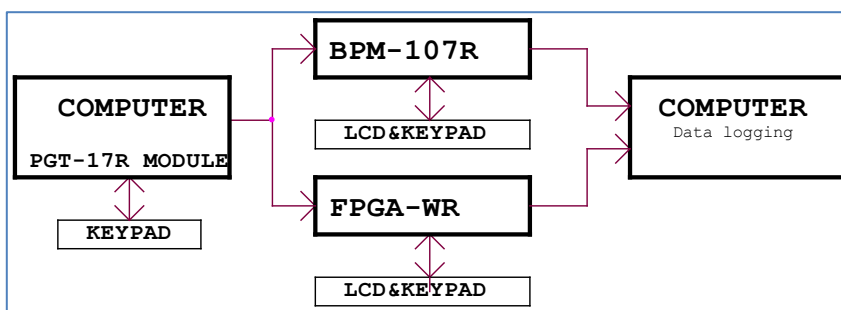 COMPUTER
PGT-17R MODULE
KEYPAD
BPM-107R
LCD&KEYPAD
FPGA-WR
LCD&KEYPAD
COMPUTER
Data logging